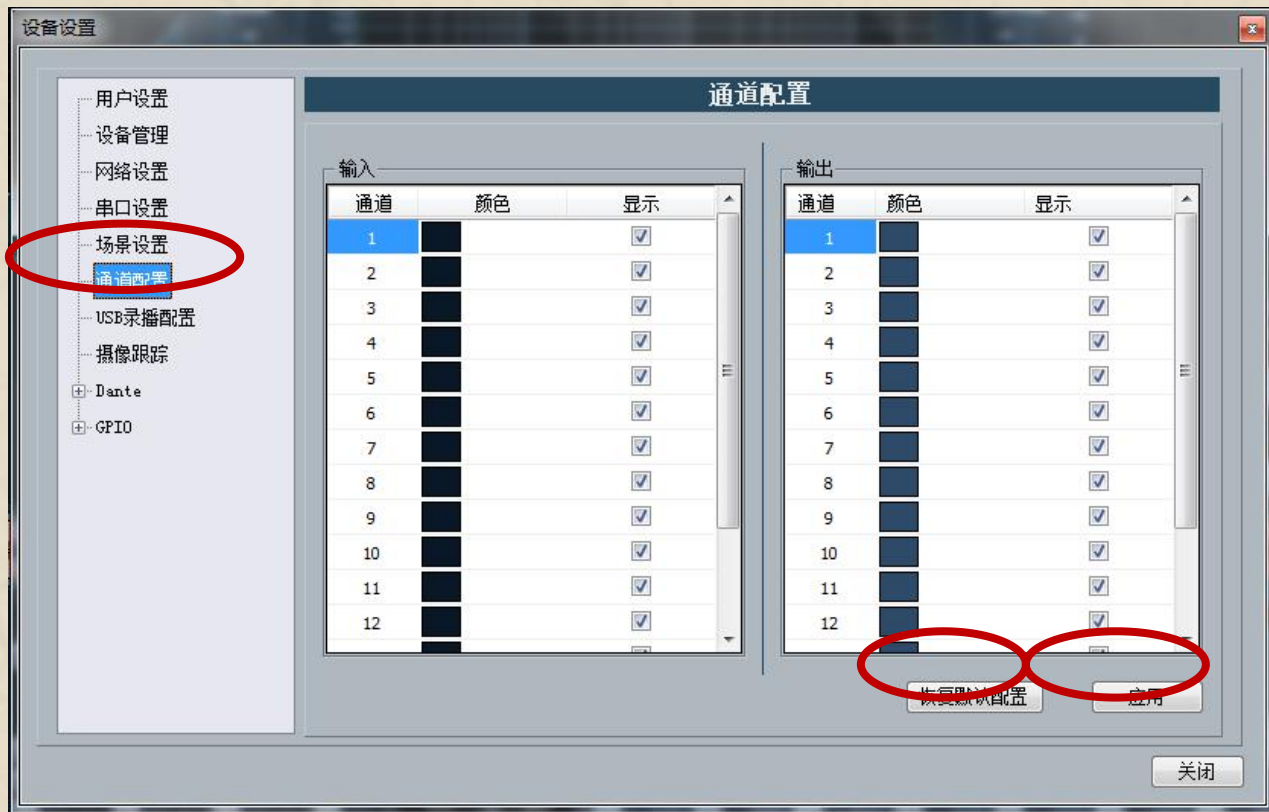 设备设置
用户设置
设备管理
网络设置
串口设置
场景设置
通道配置
USB录播配置
摄像跟踪
Dante
GPIO
通道配置
输入
通道 颜色 显示
1
2
3
4
5
6
7
8
9
10
11
12
输出
通道 颜色 显示
1
2
3
4
5
6
7
8
9
10
11
12
恢复默认配置
应用
关闭